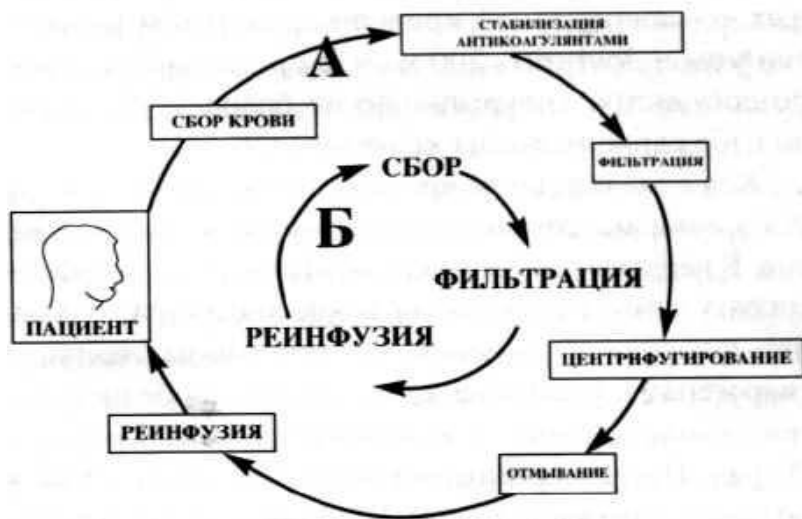 СТАБИЛИЗАЦИЯ
АНТИКОАГУЛЯНТАМИ
А
СБОР КРОВИ
ФИЛЬТРАЦИЯ
СБОР
Б
ФИЛЬТРАЦИЯ
ПАЦИЕНТ
РЕИНФУЗИЯ
ЦЕНТРИФУГИРОВАНИЕ
РЕИНФУЗИЯ
ОТМЫВАНИЕ